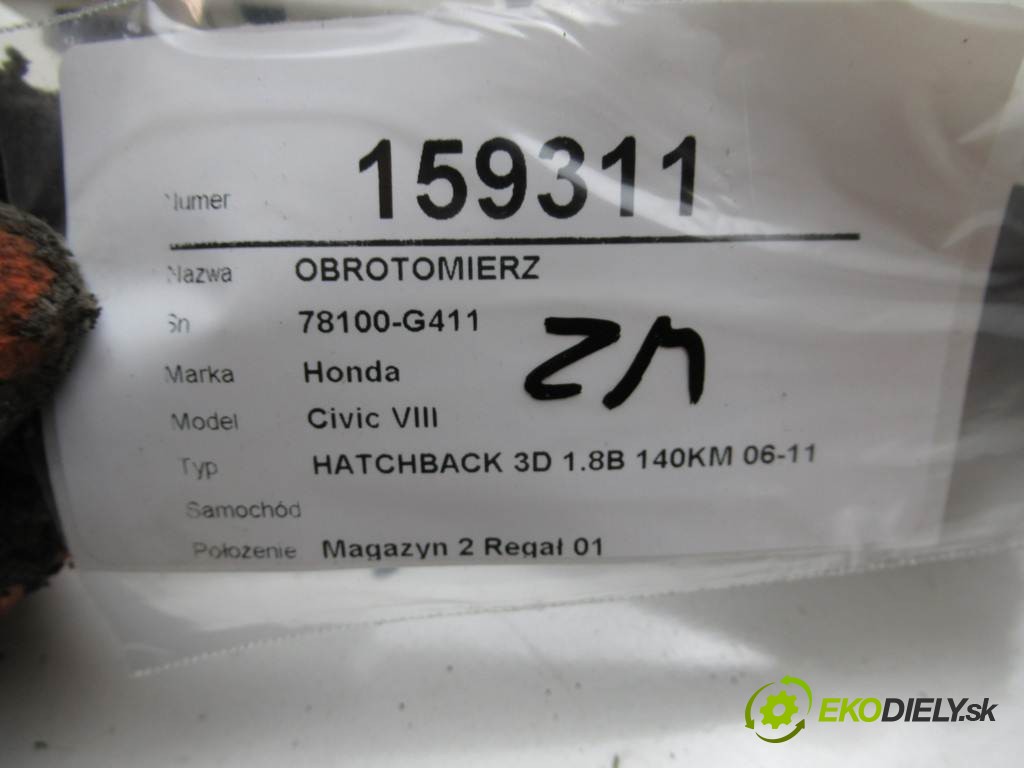 Numer 159311
Nazwa OBROTOMIERZ
Sn 78100-G411
Marka Honda
Model Civic VIII
Typ HATCHBACK 3D 1.8B 140KM 06-11
Samochód
Położenie Magazyn 2 Regał 01
EKODIELY.sk